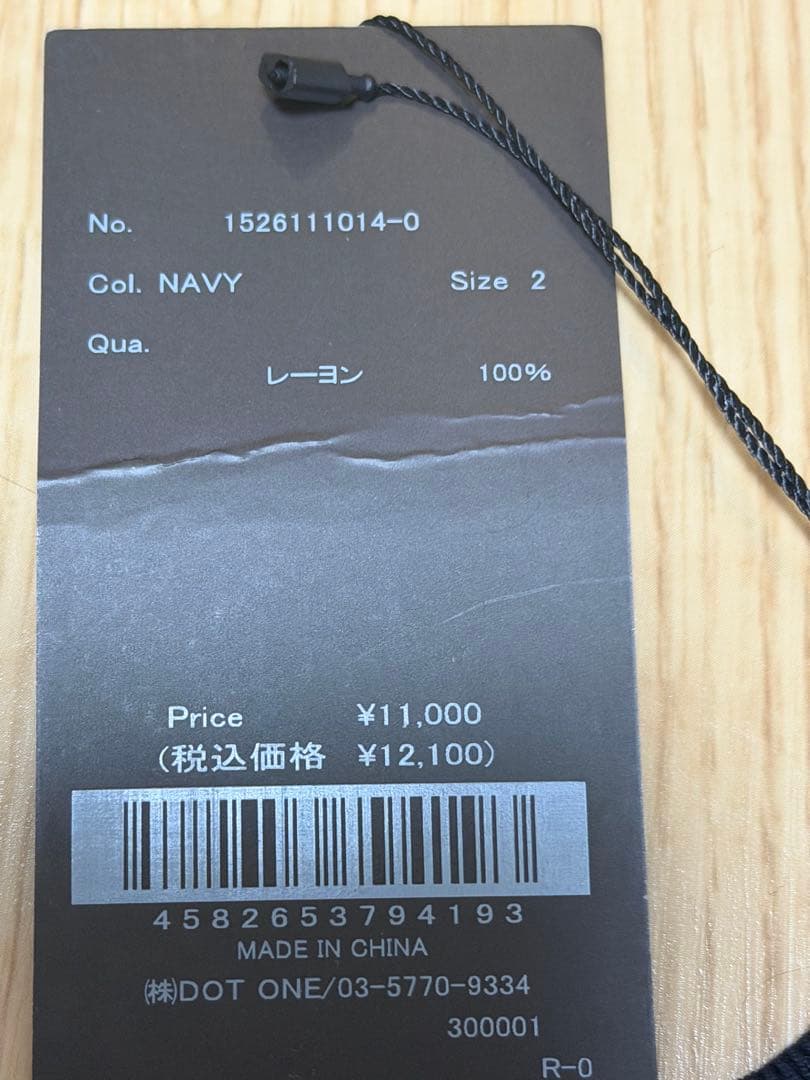 No. 1526111014-0
Col. NAVY Size 2
Qua.
レーヨン 100%
Price ¥11,000
(税込価格 ¥12,100)
4582653794193
MADE IN CHINA
㈱DOT ONE/03-5770-9334
300001
R-0